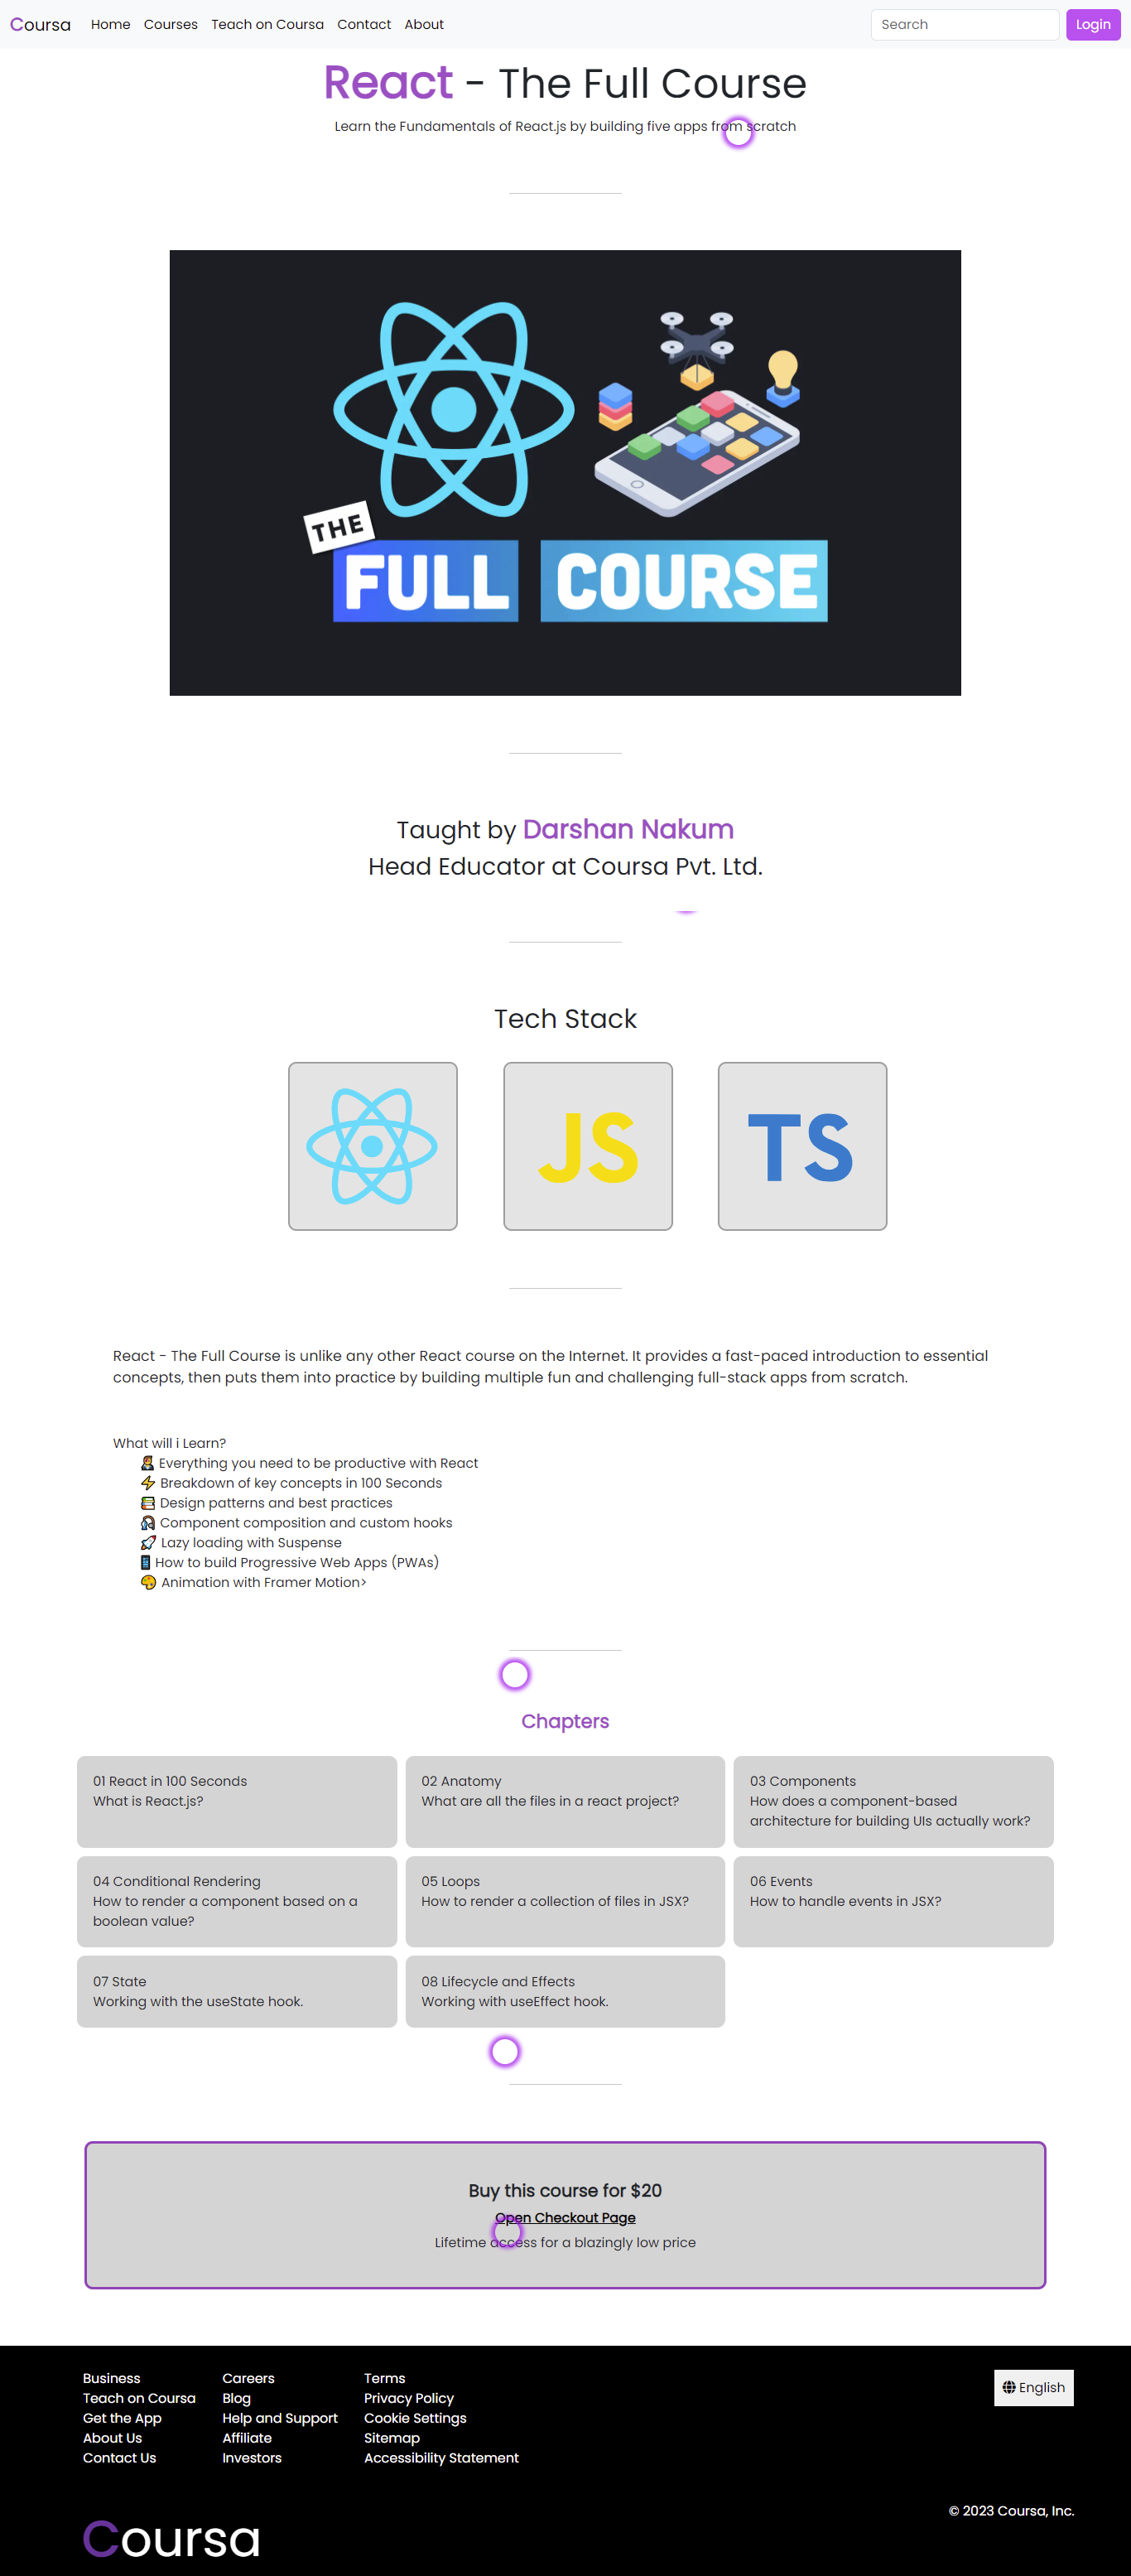 Coursa Home Courses Teach on Coursa Contact About Search Login
React - The Full Course
Learn the Fundamentals of React.js by building five apps from scratch
THE
FULL COURSE
Taught by Darshan Nakum
Head Educator at Coursa Pvt. Ltd.
Tech Stack
JS TS
React - The Full Course is unlike any other React course on the Internet. It provides a fast-paced introduction to essential
concepts, then puts them into practice by building multiple fun and challenging full-stack apps from scratch.
What will i Learn?
👨‍🎤 Everything you need to be productive with React
⚡ Breakdown of key concepts in 100 Seconds
📚 Design patterns and best practices
Component composition and custom hooks
🚀 Lazy loading with Suspense
📱 How to build Progressive Web Apps (PWAs)
🎨 Animation with Framer Motion>
Chapters
01 React in 100 Seconds
What is React.js?
02 Anatomy
What are all the files in a react project?
03 Components
How does a component-based
architecture for building UIs actually work?
04 Conditional Rendering
How to render a component based on a
boolean value?
05 Loops
How to render a collection of files in JSX?
06 Events
How to handle events in JSX?
07 State
Working with the useState hook.
08 Lifecycle and Effects
Working with useEffect hook.
Buy this course for $20
Open Checkout Page
Lifetime access for a blazingly low price
Business
Teach on Coursa
Get the App
About Us
Contact Us
Careers
Blog
Help and Support
Affiliate
Investors
Terms
Privacy Policy
Cookie Settings
Sitemap
Accessibility Statement
English
© 2023 Coursa, Inc.
Coursa